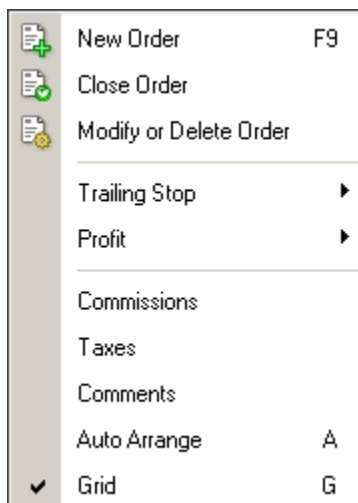 New Order F9
Close Order
Modify or Delete Order
Trailing Stop
Profit
Commissions
Taxes
Comments
Auto Arrange A
Grid G